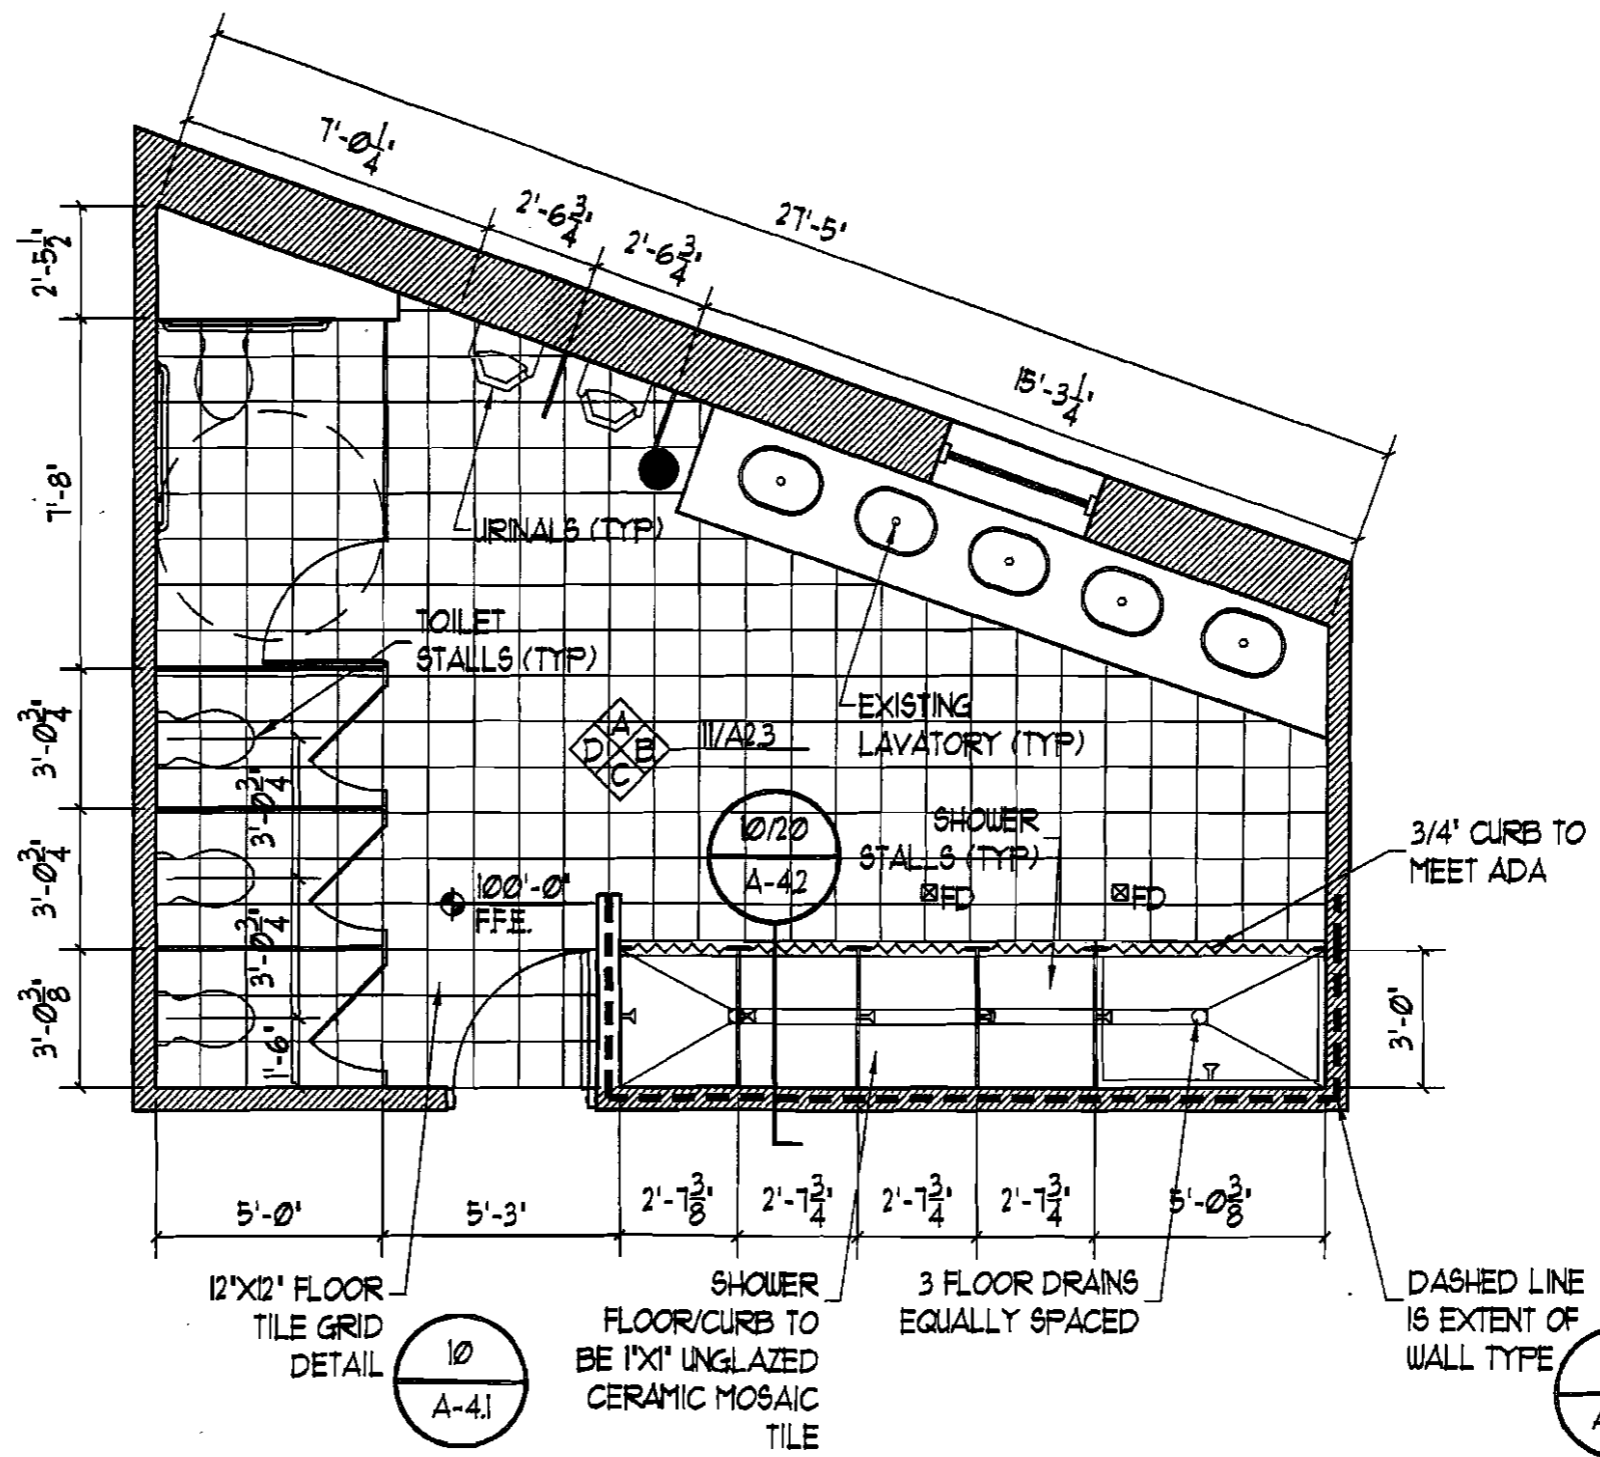 7'-0 1/4"
2'-6 3/4"
2'-6 3/4"
27'-5"
15'-3 1/4"
2'-5 1/2"
7'-8"
3'-0 3/4"
3'-0 3/4"
3'-0 3/8"
URINALS (TYP)
TOILET
STALLS (TYP)
3'-0 3/4"
3'-0 3/4"
1'-6"
A
D B
C
11/A2.3
EXISTING
LAVATORY (TYP)
10/20
A-4.2
SHOWER
STALLS (TYP)
FD
FD
100'-0"
F.F.E.
3/4" CURB TO
MEET ADA
3'-0"
5'-0"
5'-3"
2'-7 3/8"
2'-7 3/4"
2'-7 3/4"
2'-7 3/4"
5'-0 3/8"
12"X12" FLOOR
TILE GRID
DETAIL
10
A-4.1
SHOWER
FLOOR/CURB TO
BE 1"X1" UNGLAZED
CERAMIC MOSAIC
TILE
3 FLOOR DRAINS
EQUALLY SPACED
DASHED LINE
IS EXTENT OF
WALL TYPE